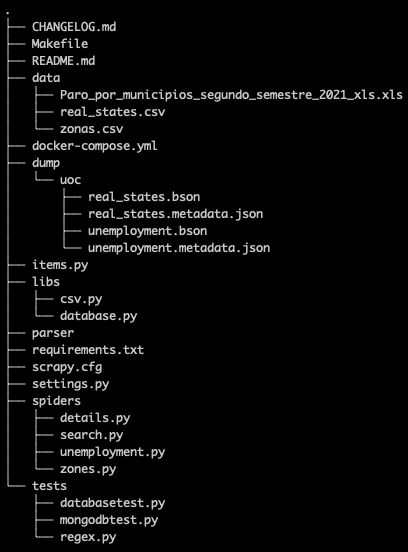 .
├── CHANGELOG.md
├── Makefile
├── README.md
├── data
│   ├── Paro_por_municipios_segundo_semestre_2021_xls.xls
│   ├── real_states.csv
│   └── zonas.csv
├── docker-compose.yml
├── dump
│   └── uoc
│       ├── real_states.bson
│       ├── real_states.metadata.json
│       ├── unemployment.bson
│       └── unemployment.metadata.json
├── items.py
├── libs
│   ├── csv.py
│   └── database.py
├── parser
├── requirements.txt
├── scrapy.cfg
├── settings.py
├── spiders
│   ├── details.py
│   ├── search.py
│   ├── unemployment.py
│   └── zones.py
└── tests
    ├── databasetest.py
    ├── mongodbtest.py
    └── regex.py